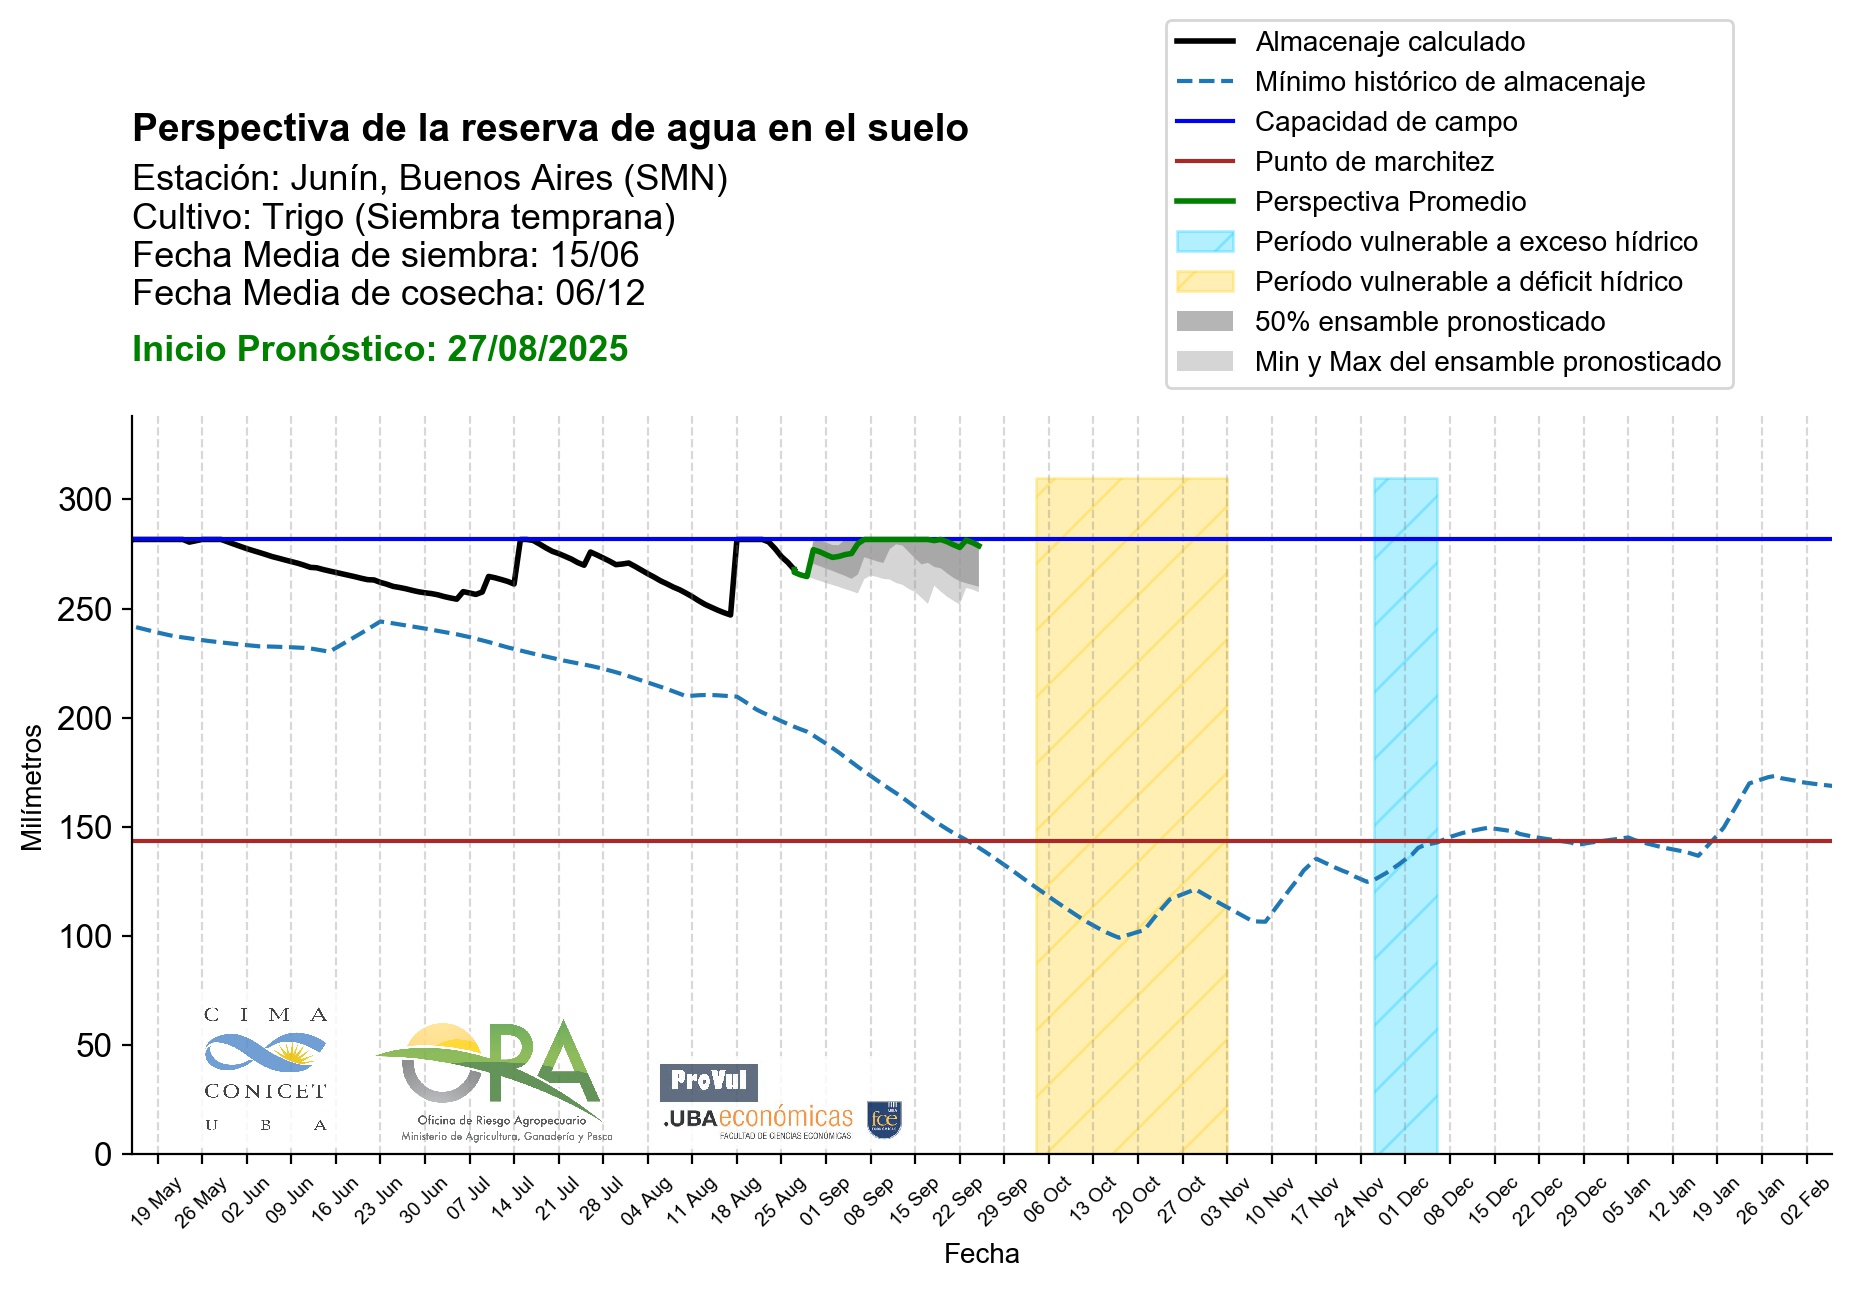 Almacenaje calculado
Mínimo histórico de almacenaje
Capacidad de campo
Punto de marchitez
Perspectiva Promedio
Período vulnerable a exceso hídrico
Período vulnerable a déficit hídrico
50% ensamble pronosticado
Min y Max del ensamble pronosticado
Perspectiva de la reserva de agua en el suelo
Estación: Junín, Buenos Aires (SMN)
Cultivo: Trigo (Siembra temprana)
Fecha Media de siembra: 15/06
Fecha Media de cosecha: 06/12
Inicio Pronóstico: 27/08/2025
Milímetros
300
250
200
150
100
50
0
CIMA
CONICET
UBA
ORA
Oficina de Riesgo Agropecuario
Ministerio de Agricultura, Ganadería y Pesca
ProVul
.UBAeconómicas
FACULTAD DE CIENCIAS ECONÓMICAS
fce
19 May
26 May
02 Jun
09 Jun
16 Jun
23 Jun
30 Jun
07 Jul
14 Jul
21 Jul
28 Jul
04 Aug
11 Aug
18 Aug
25 Aug
01 Sep
08 Sep
15 Sep
22 Sep
29 Sep
06 Oct
13 Oct
20 Oct
27 Oct
03 Nov
10 Nov
17 Nov
24 Nov
01 Dec
08 Dec
15 Dec
22 Dec
29 Dec
05 Jan
12 Jan
19 Jan
26 Jan
02 Feb
Fecha